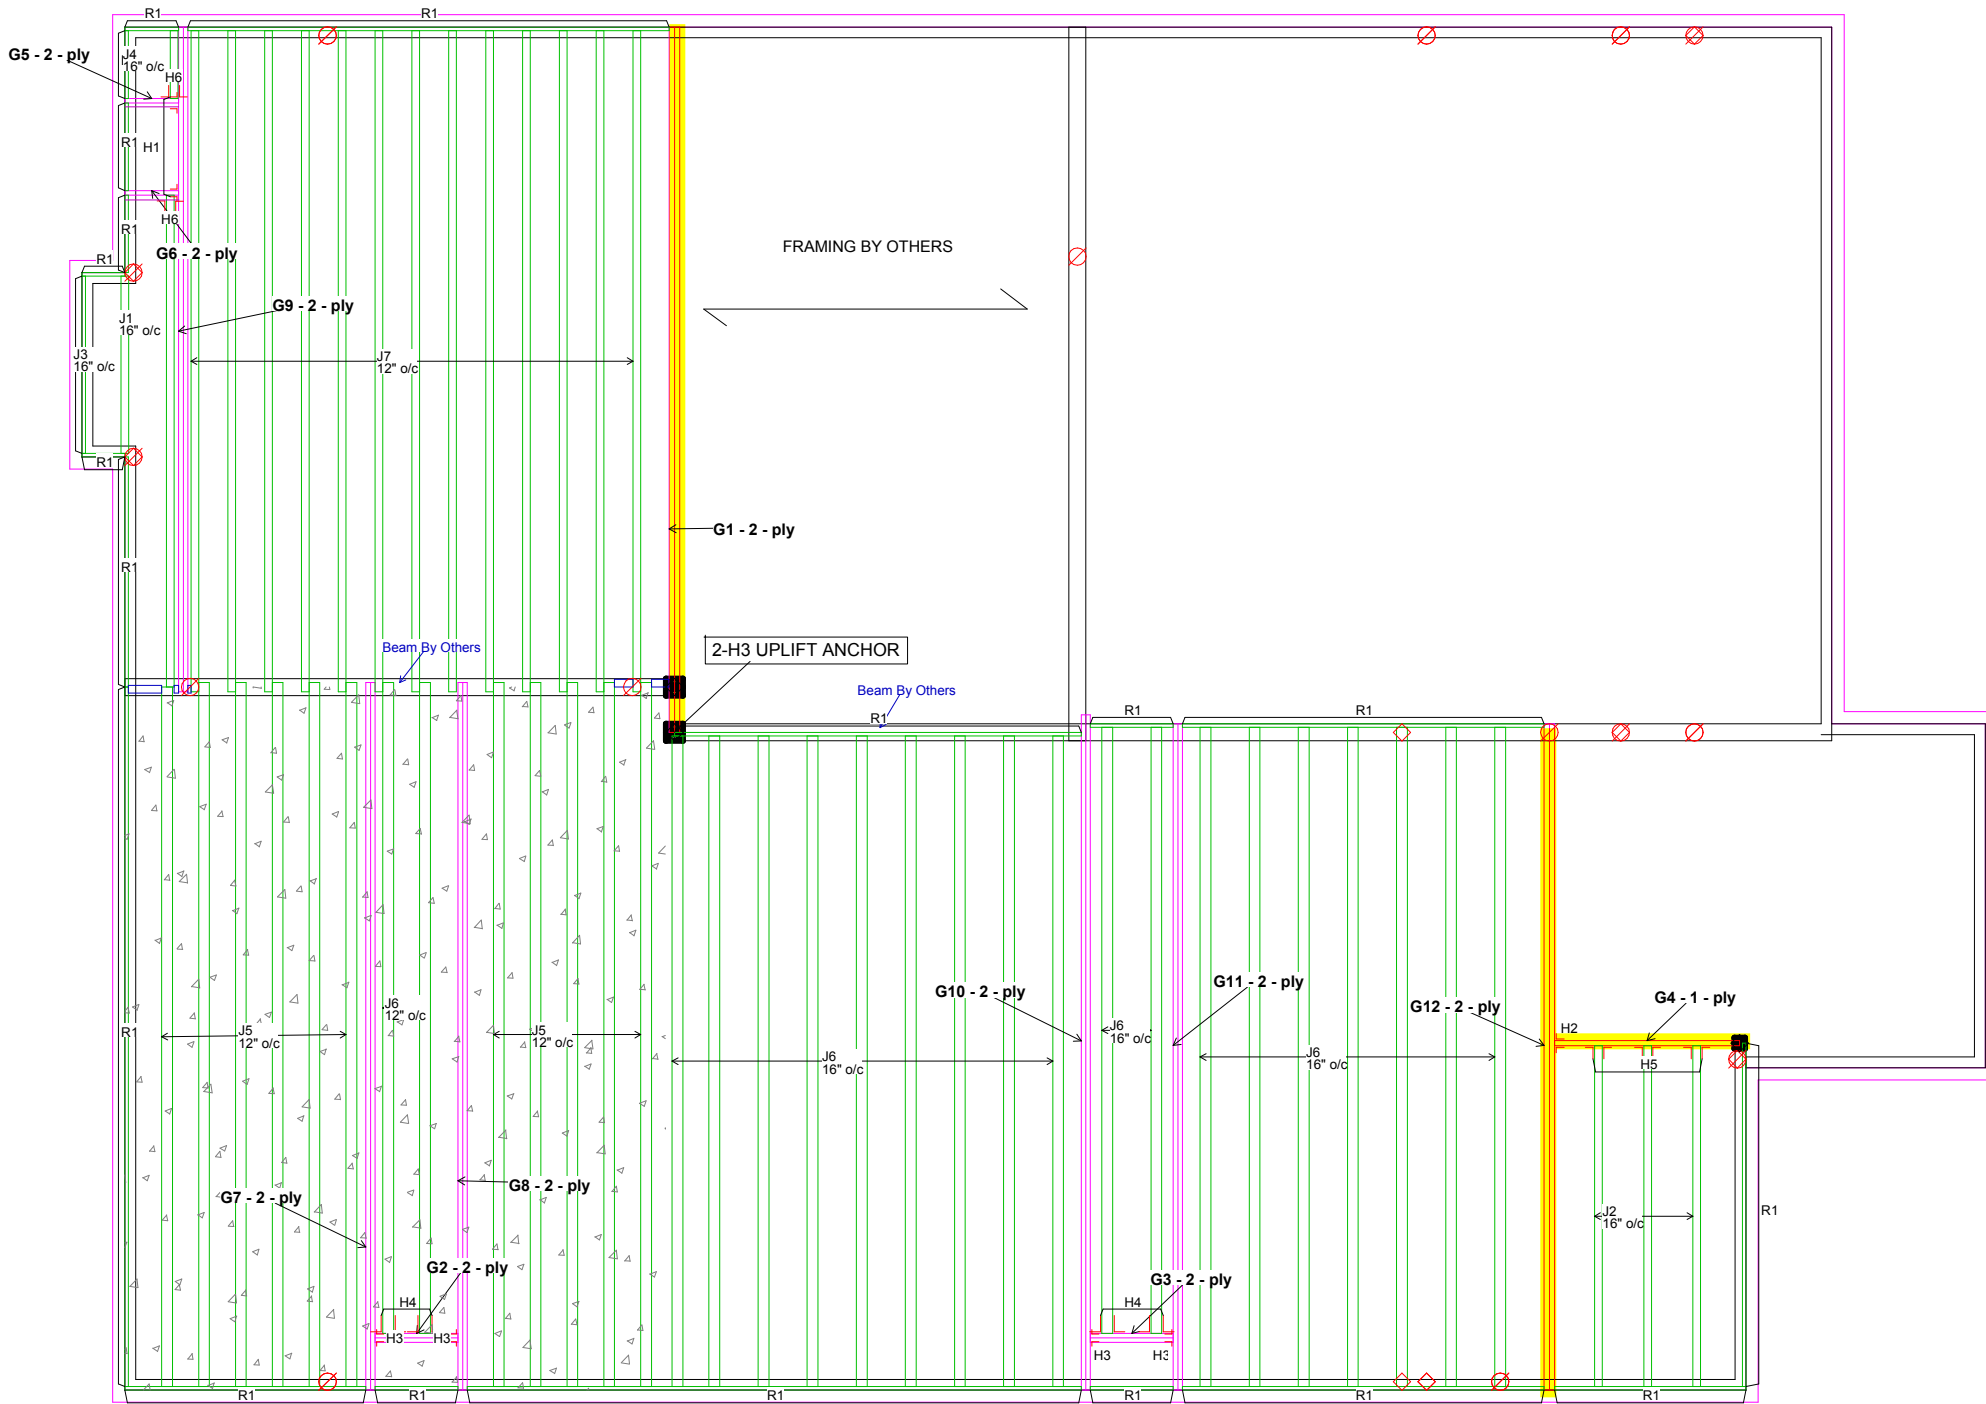 R1
R1
G5 - 2 - ply
J4
16" o/c
H6
R1
H1
H6
R1
G6 - 2 - ply
R1
FRAMING BY OTHERS
G9 - 2 - ply
J1
16" o/c
J3
16" o/c
J7
12" o/c
R1
G1 - 2 - ply
R1
Beam By Others
2-H3 UPLIFT ANCHOR
Beam By Others
R1
R1
R1
G10 - 2 - ply
G11 - 2 - ply
G12 - 2 - ply
G4 - 1 - ply
J6
12" o/c
R1
J5
12" o/c
J5
12" o/c
J6
16" o/c
J6
16" o/c
J6
16" o/c
H2
H5
G7 - 2 - ply
G8 - 2 - ply
J2
16" o/c
R1
G2 - 2 - ply
G3 - 2 - ply
H4
H4
H3
H3
H3
H3
R1
R1
R1
R1
R1
R1